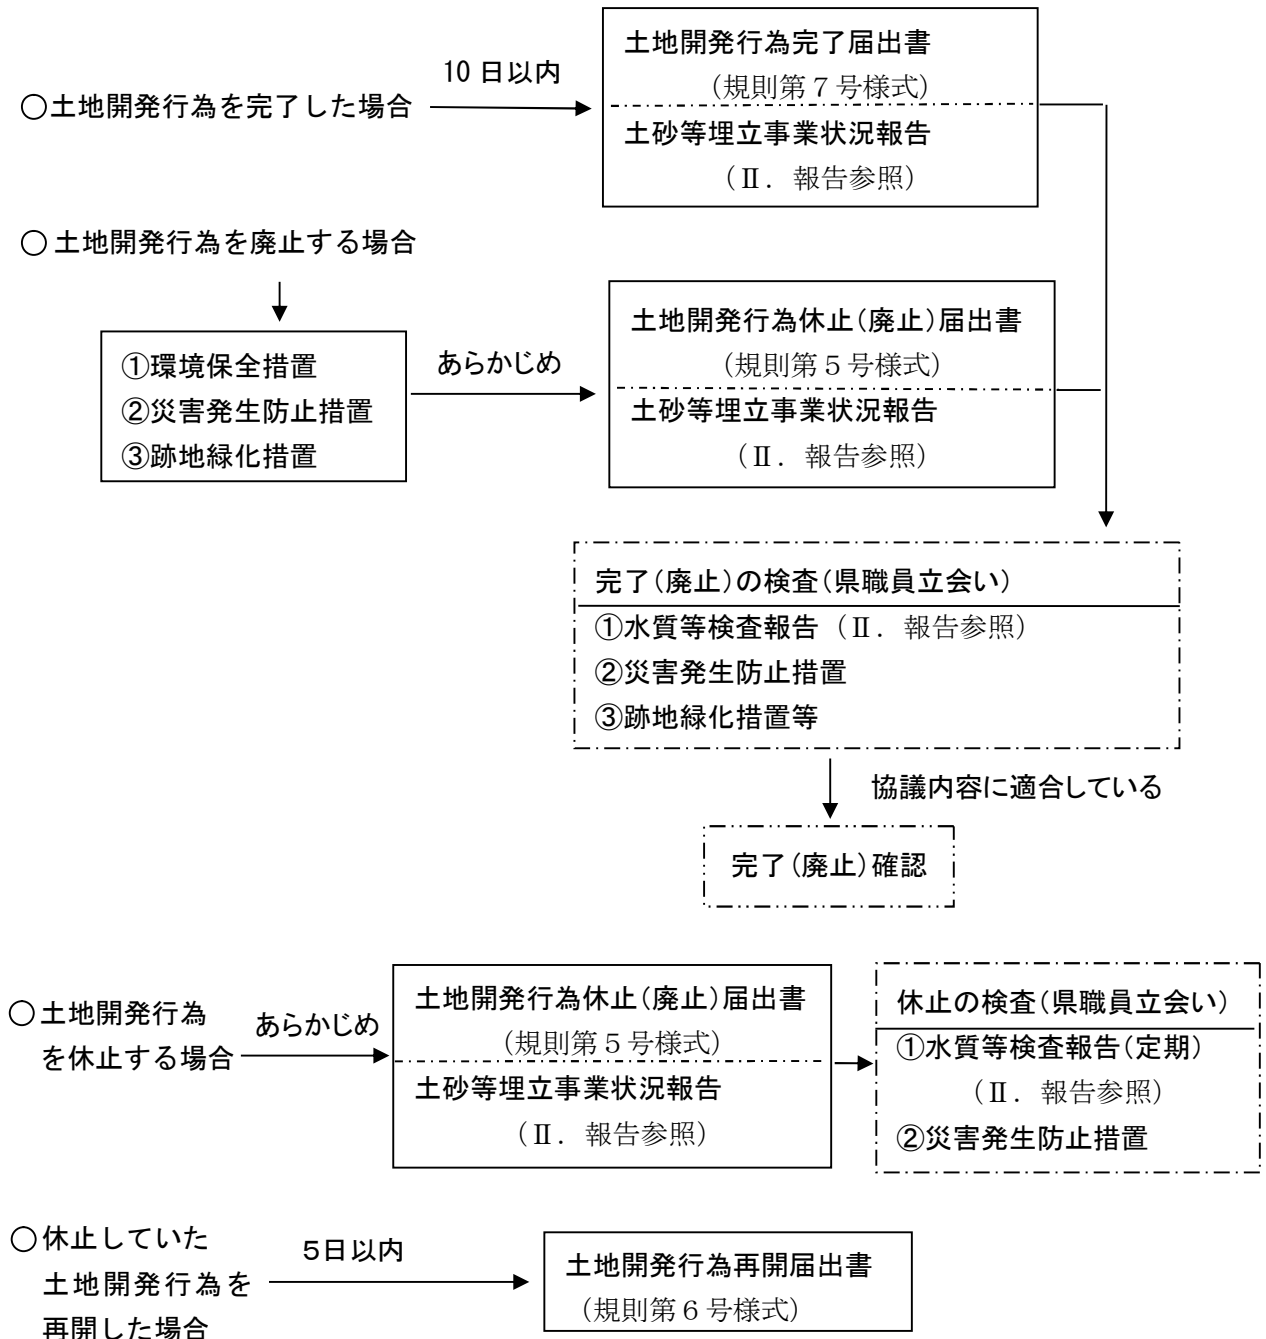 10日以内
○土地開発行為を完了した場合
土地開発行為完了届出書
(規則第７号様式)
土砂等埋立事業状況報告
(Ⅱ．報告参照)
○土地開発行為を廃止する場合
①環境保全措置
②災害発生防止措置
③跡地緑化措置
あらかじめ
土地開発行為休止(廃止)届出書
(規則第５号様式)
土砂等埋立事業状況報告
(Ⅱ．報告参照)
完了(廃止)の検査(県職員立会い)
①水質等検査報告(Ⅱ．報告参照)
②災害発生防止措置
③跡地緑化措置等
協議内容に適合している
完了(廃止)確認
○土地開発行為
を休止する場合
あらかじめ
土地開発行為休止(廃止)届出書
(規則第５号様式)
土砂等埋立事業状況報告
(Ⅱ．報告参照)
休止の検査(県職員立会い)
①水質等検査報告(定期)
(Ⅱ．報告参照)
②災害発生防止措置
○休止していた
土地開発行為を
再開した場合
５日以内
土地開発行為再開届出書
(規則第６号様式)